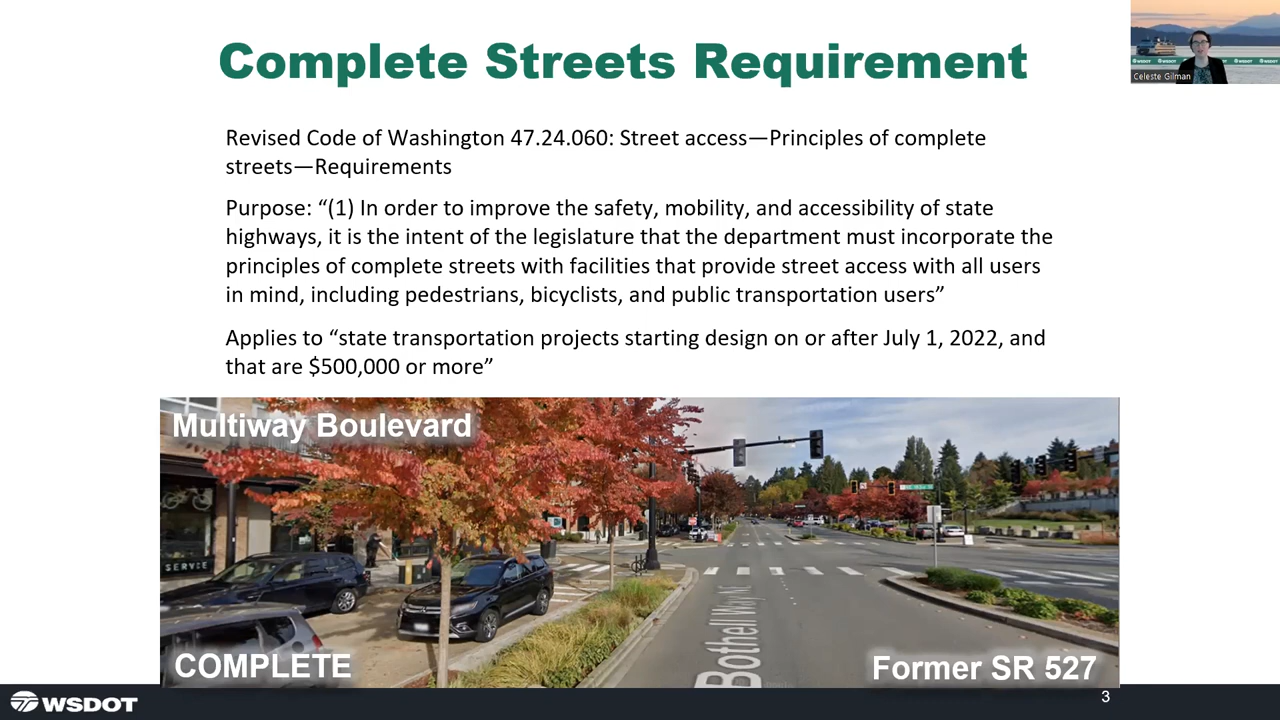 Complete Streets Requirement
Celeste Gilman
Revised Code of Washington 47.24.060: Street access—Principles of complete
streets—Requirements
Purpose: “(1) In order to improve the safety, mobility, and accessibility of state
highways, it is the intent of the legislature that the department must incorporate the
principles of complete streets with facilities that provide street access with all users
in mind, including pedestrians, bicyclists, and public transportation users”
Applies to “state transportation projects starting design on or after July 1, 2022, and
that are $500,000 or more”
Multiway Boulevard
SERVICE
Bothell Way N
COMPLETE
Former SR 527
WSDOT
3